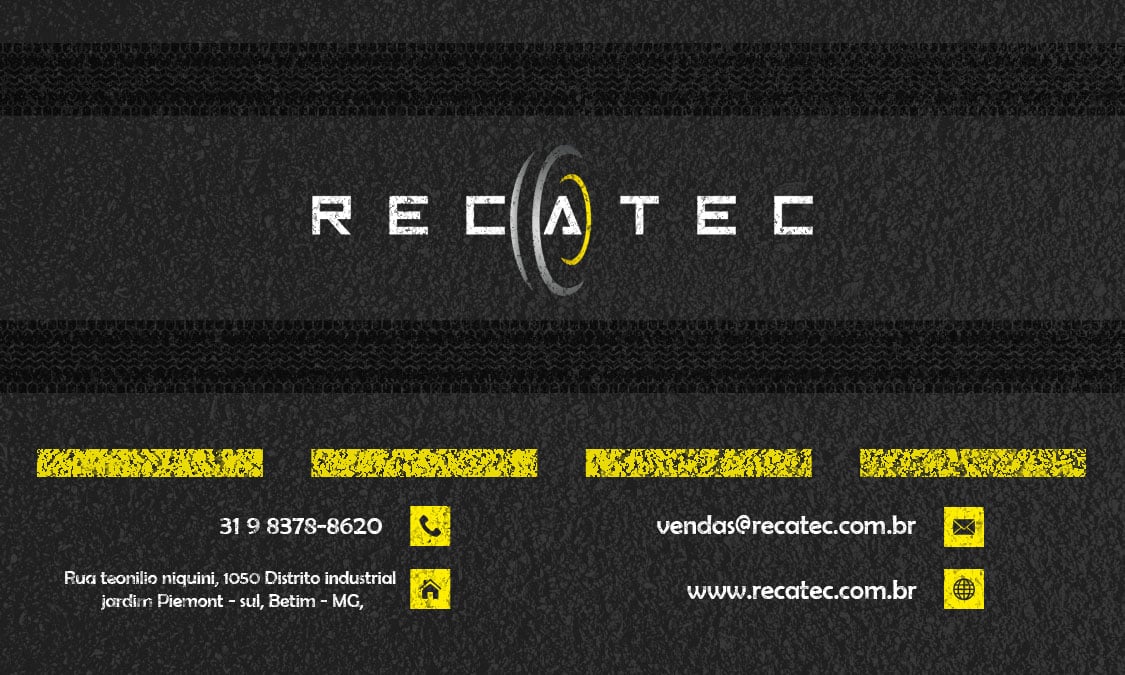 RECATEC
31 9 8378-8620
Rua teonilio niquini, 1050 Distrito industrial
jardim Piemont - sul, Betim - MG,
vendas@recatec.com.br
www.recatec.com.br